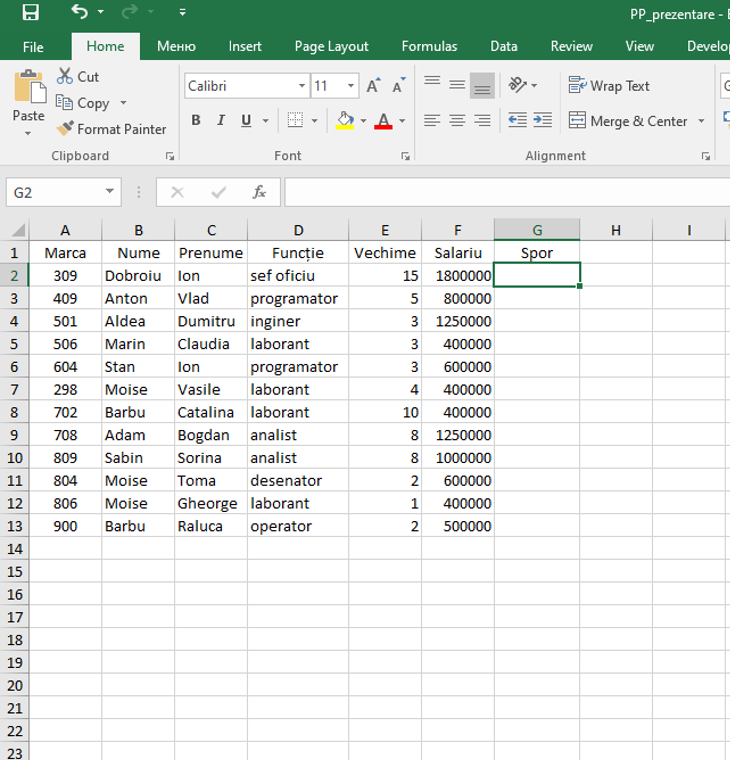 PP_prezentare -
File Home Меню Insert Page Layout Formulas Data Review View Develop
Paste Cut Copy Format Painter
Calibri 11 A A
B I U A
Wrap Text
Merge & Center
Clipboard Font Alignment
G2 fx
A B C D E F G H I
1 Marca Nume Prenume Funcție Vechime Salariu Spor
2 309 Dobroiu Ion sef oficiu 15 1800000
3 409 Anton Vlad programator 5 800000
4 501 Aldea Dumitru inginer 3 1250000
5 506 Marin Claudia laborant 3 400000
6 604 Stan Ion programator 3 600000
7 298 Moise Vasile laborant 4 400000
8 702 Barbu Catalina laborant 10 400000
9 708 Adam Bogdan analist 8 1250000
10 809 Sabin Sorina analist 8 1000000
11 804 Moise Toma desenator 2 600000
12 806 Moise Gheorge laborant 1 400000
13 900 Barbu Raluca operator 2 500000
14
15
16
17
18
19
20
21
22
23